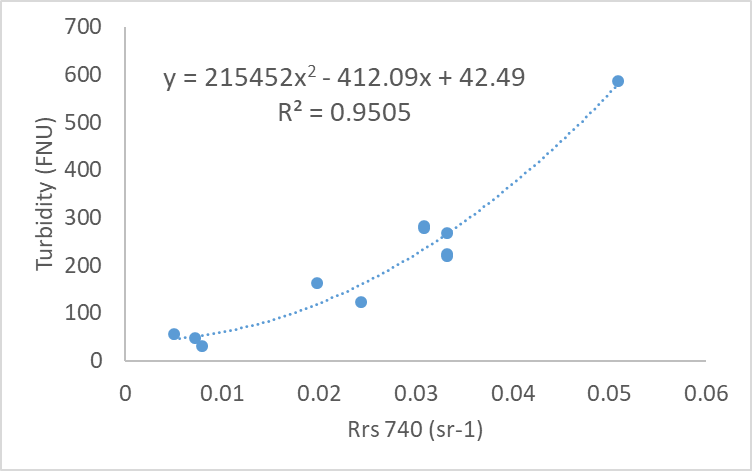 700
600
500
400
300
200
100
0
y = 215452x² - 412.09x + 42.49
R² = 0.9505
Turbidity (FNU)
0 0.01 0.02 0.03 0.04 0.05 0.06
Rrs 740 (sr-1)